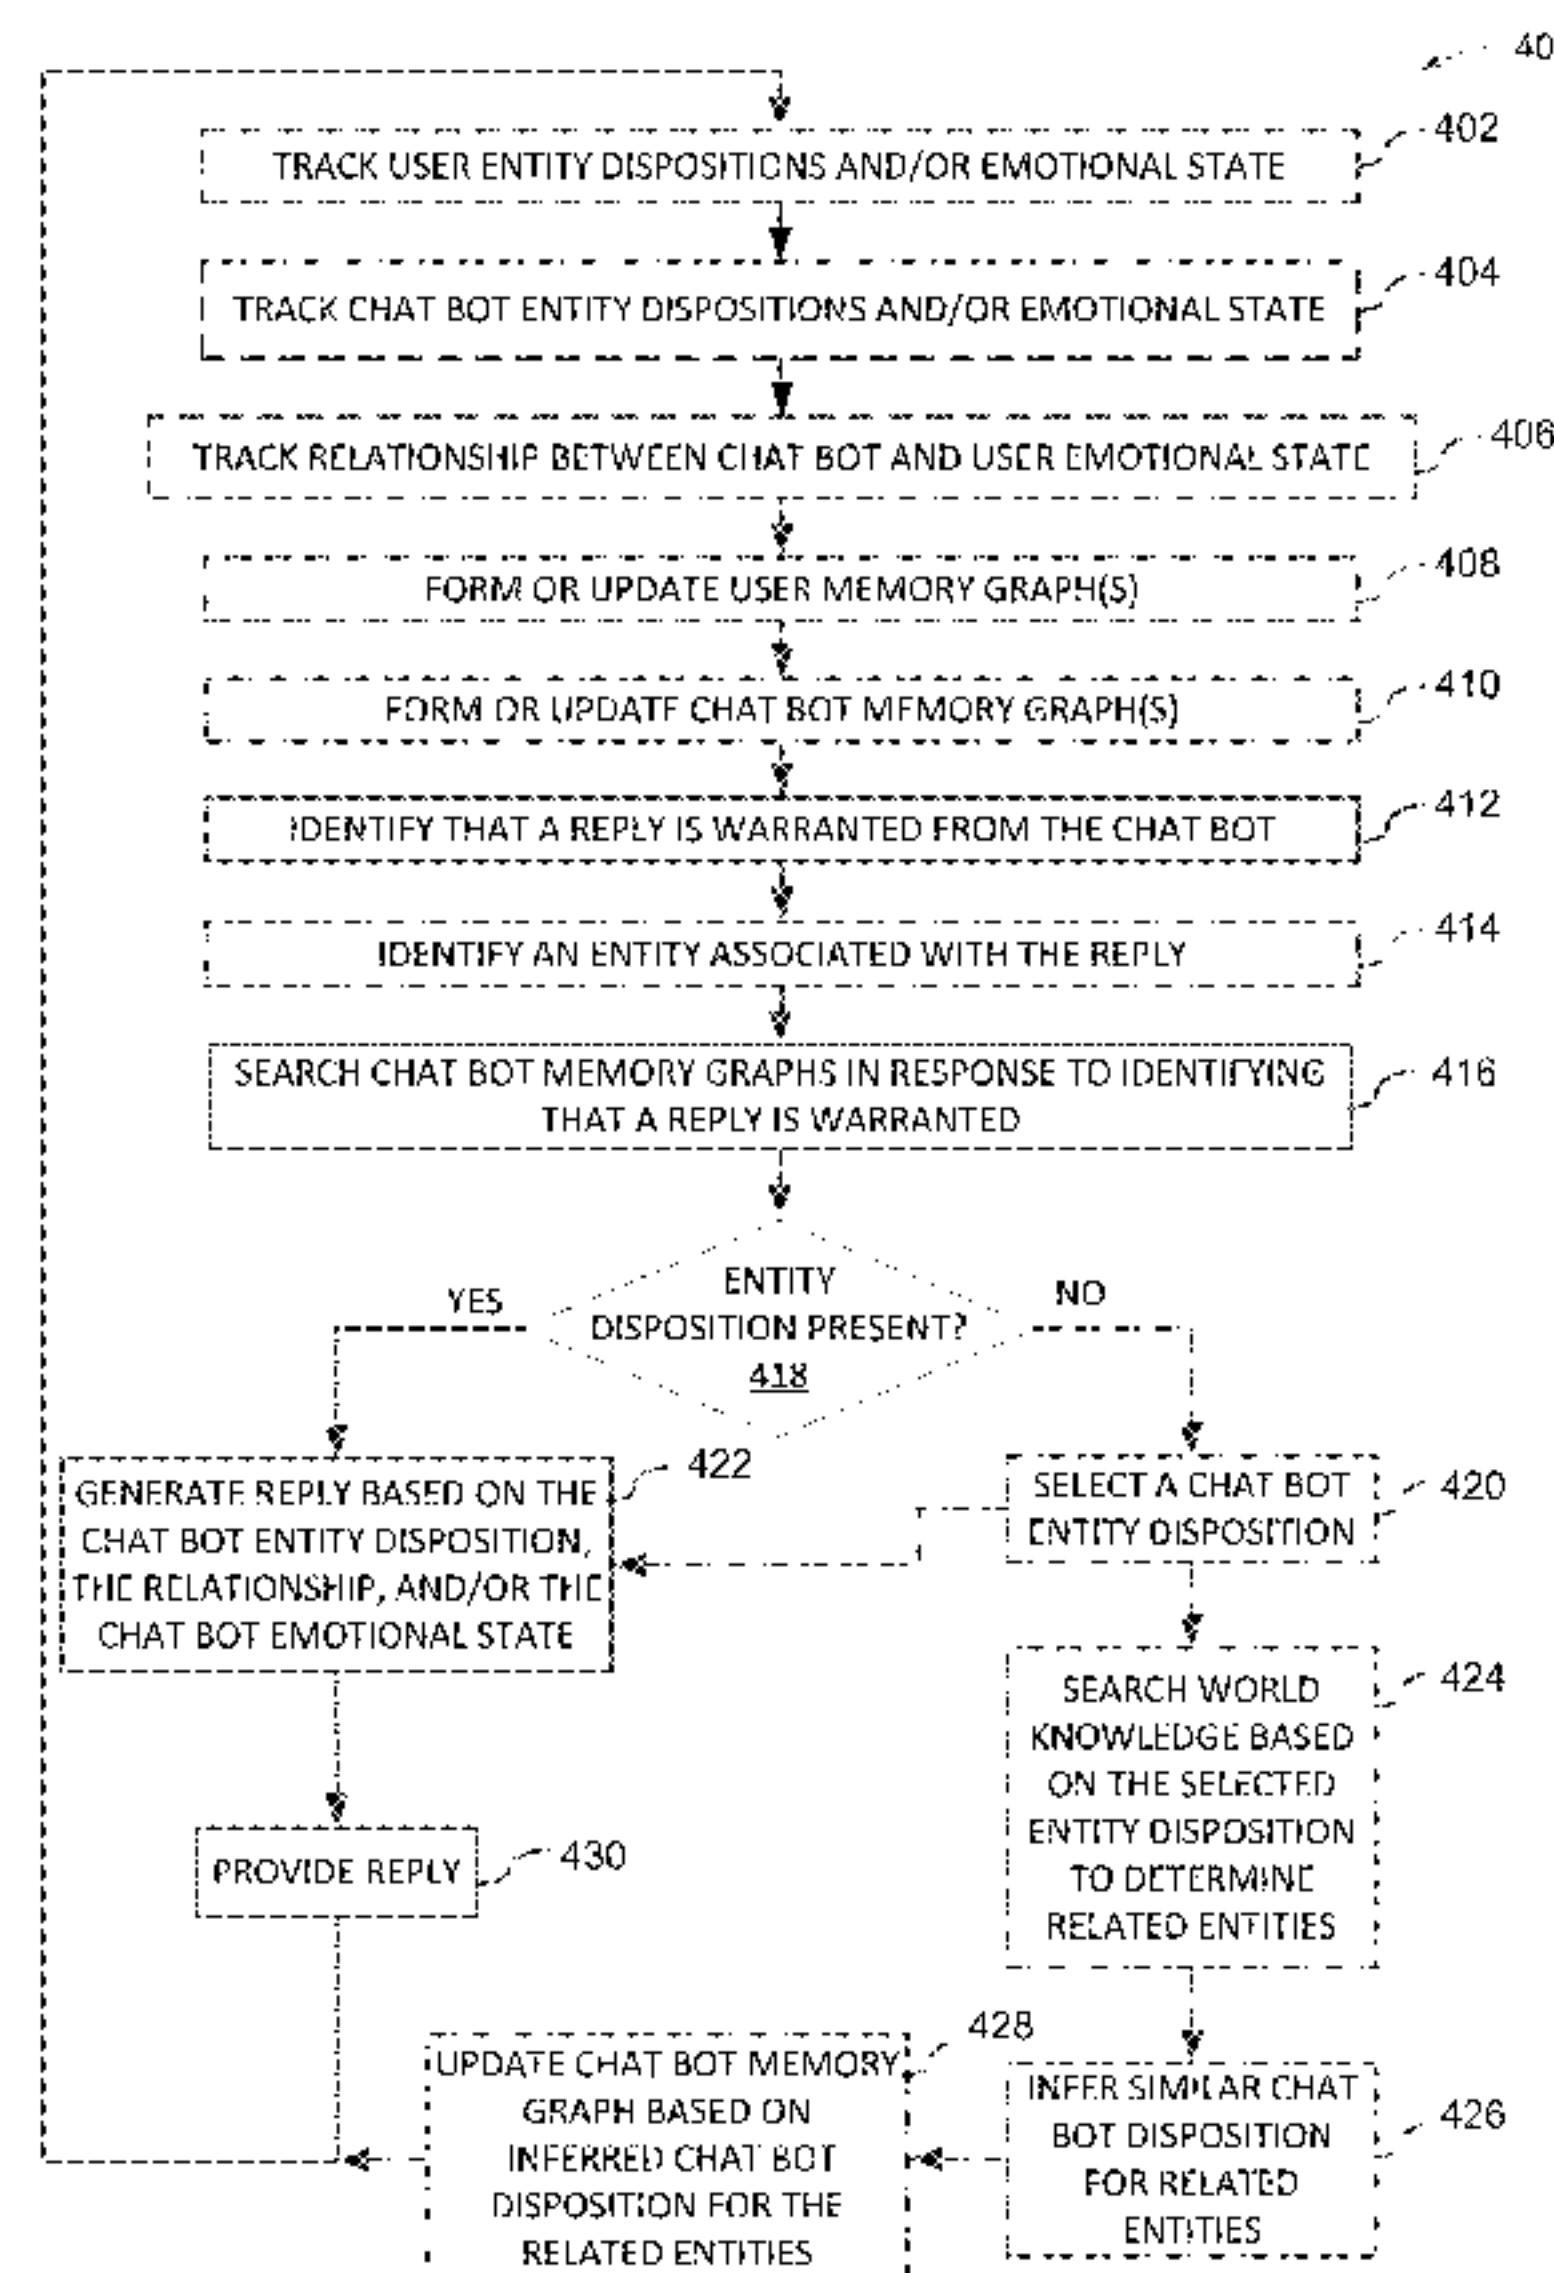 40
402
TRACK USER ENTITY DISPOSITIONS AND/OR EMOTIONAL STATE
404
TRACK CHAT BOT ENTITY DISPOSITIONS AND/OR EMOTIONAL STATE
406
TRACK RELATIONSHIP BETWEEN CHAT BOT AND USER EMOTIONAL STATE
408
FORM OR UPDATE USER MEMORY GRAPH(S)
410
FORM OR UPDATE CHAT BOT MEMORY GRAPH(S)
412
IDENTIFY THAT A REPLY IS WARRANTED FROM THE CHAT BOT
414
IDENTIFY AN ENTITY ASSOCIATED WITH THE REPLY
SEARCH CHAT BOT MEMORY GRAPHS IN RESPONSE TO IDENTIFYING
THAT A REPLY IS WARRANTED
416
ENTITY
DISPOSITION PRESENT?
418
YES
NO
422
GENERATE REPLY BASED ON THE
CHAT BOT ENTITY DISPOSITION,
THE RELATIONSHIP, AND/OR THE
CHAT BOT EMOTIONAL STATE
SELECT A CHAT BOT
ENTITY DISPOSITION
420
SEARCH WORLD
KNOWLEDGE BASED
ON THE SELECTED
ENTITY DISPOSITION
TO DETERMINE
RELATED ENTITIES
424
PROVIDE REPLY
430
428
UPDATE CHAT BOT MEMORY
GRAPH BASED ON
INFERRED CHAT BOT
DISPOSITION FOR THE
RELATED ENTITIES
INFER SIMILAR CHAT
BOT DISPOSITION
FOR RELATED
ENTITIES
426